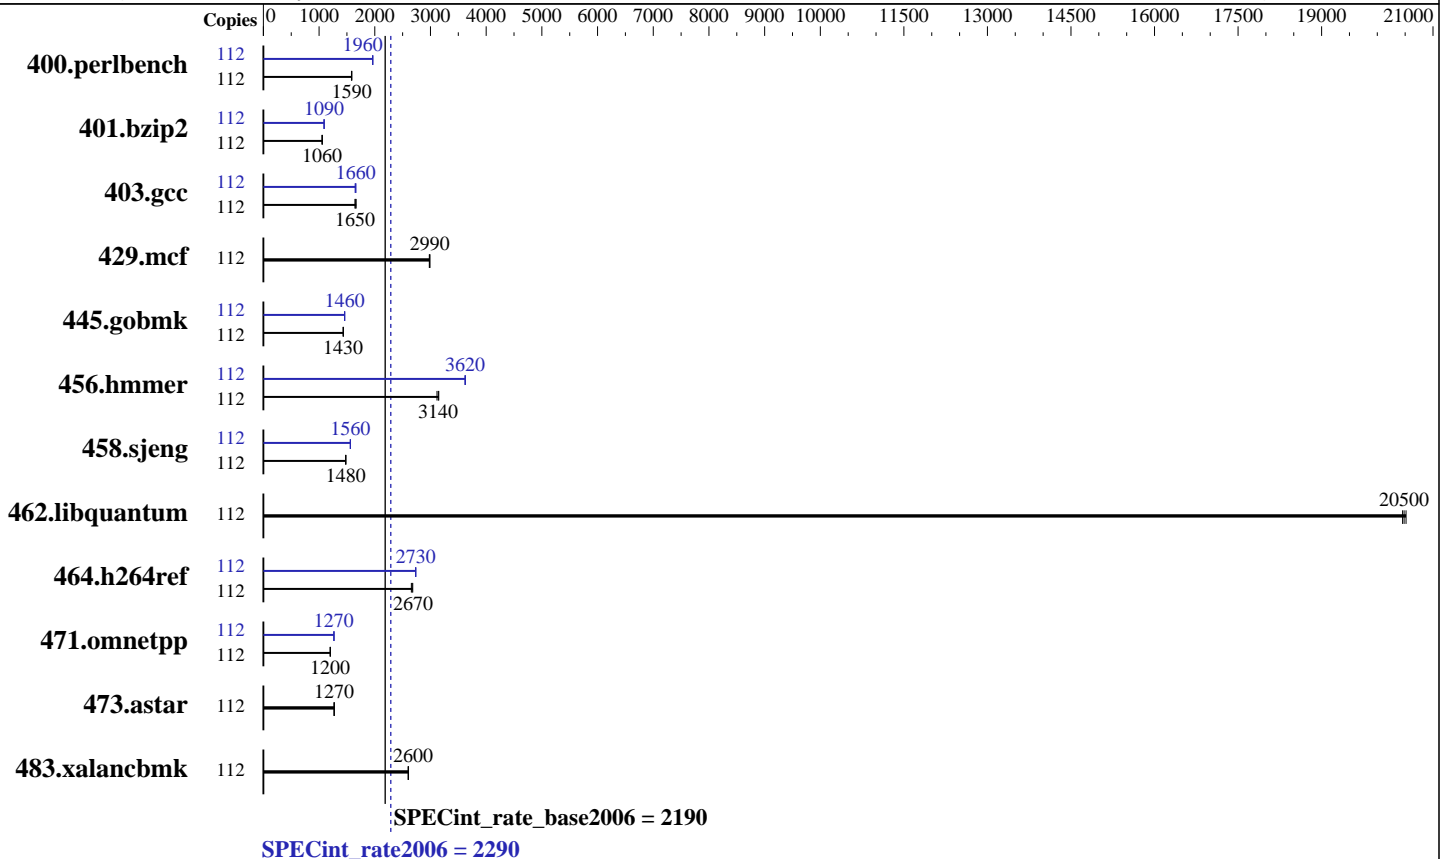 Copies 0 1000 2000 3000 4000 5000 6000 7000 8000 9000 10000 11500 13000 14500 16000 17500 19000 21000
400.perlbench 112 1960
112 1590
401.bzip2 112 1090
112 1060
403.gcc 112 1660
112 1650
429.mcf 112 2990
445.gobmk 112 1460
112 1430
456.hmmer 112 3620
112 3140
458.sjeng 112 1560
112 1480
462.libquantum 112 20500
464.h264ref 112 2730
112 2670
471.omnetpp 112 1270
112 1200
473.astar 112 1270
483.xalancbmk 112 2600
SPECint_rate_base2006 = 2190
SPECint_rate2006 = 2290